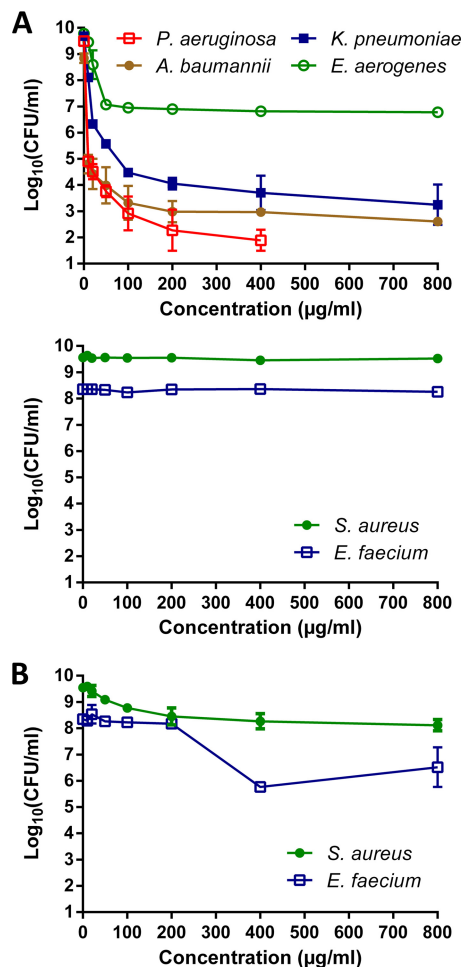 A
P. aeruginosa
K. pneumoniae
A. baumannii
E. aerogenes
Log10(CFU/ml)
10
9
8
7
6
5
4
3
2
1
0 100 200 300 400 500 600 700 800
Concentration (µg/ml)
Log10(CFU/ml)
10
9
8
7
6
5
4
3
2
1
S. aureus
E. faecium
0 100 200 300 400 500 600 700 800
Concentration (µg/ml)
B
Log10(CFU/ml)
10
9
8
7
6
5
4
3
2
1
S. aureus
E. faecium
0 100 200 300 400 500 600 700 800
Concentration (µg/ml)